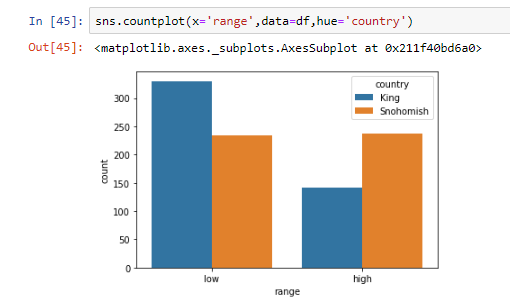 In [45]: sns.countplot(x='range',data=df,hue='country')
Out[45]: <matplotlib.axes._subplots.AxesSubplot at 0x211f40bd6a0>
country
King
Snohomish
300
250
200
150
100
50
0
count
low high
range